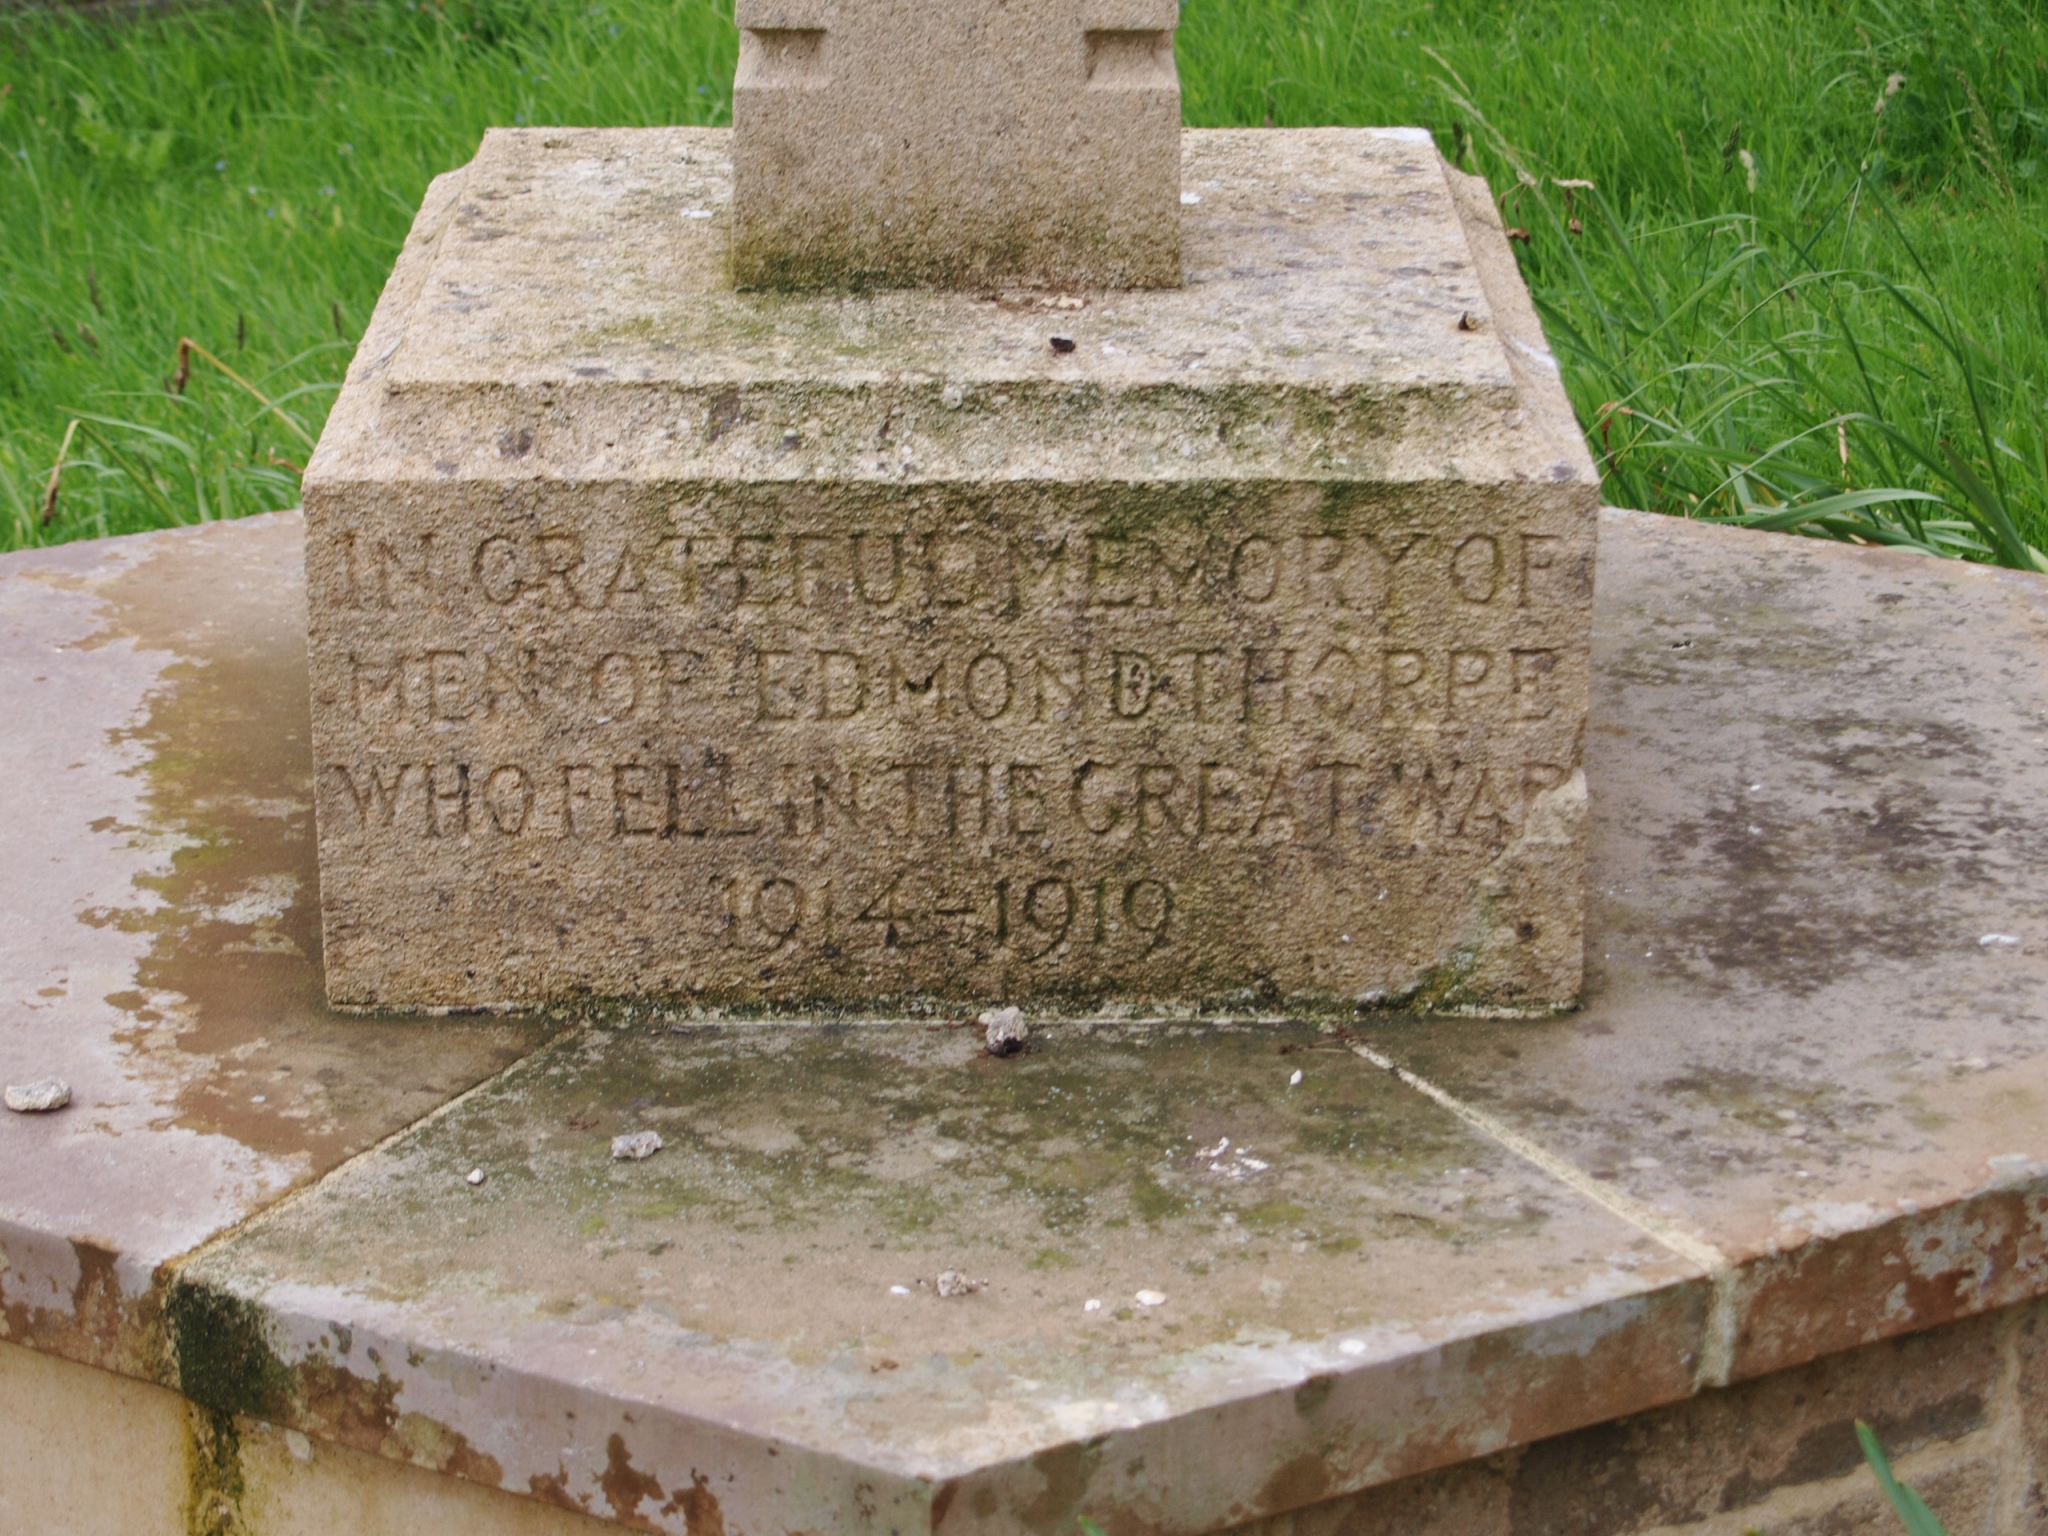 IN GRATEFUL MEMORY OF
MEN OF EDMONDTHORPE
WHO FELL IN THE GREAT WAR
1914-1919